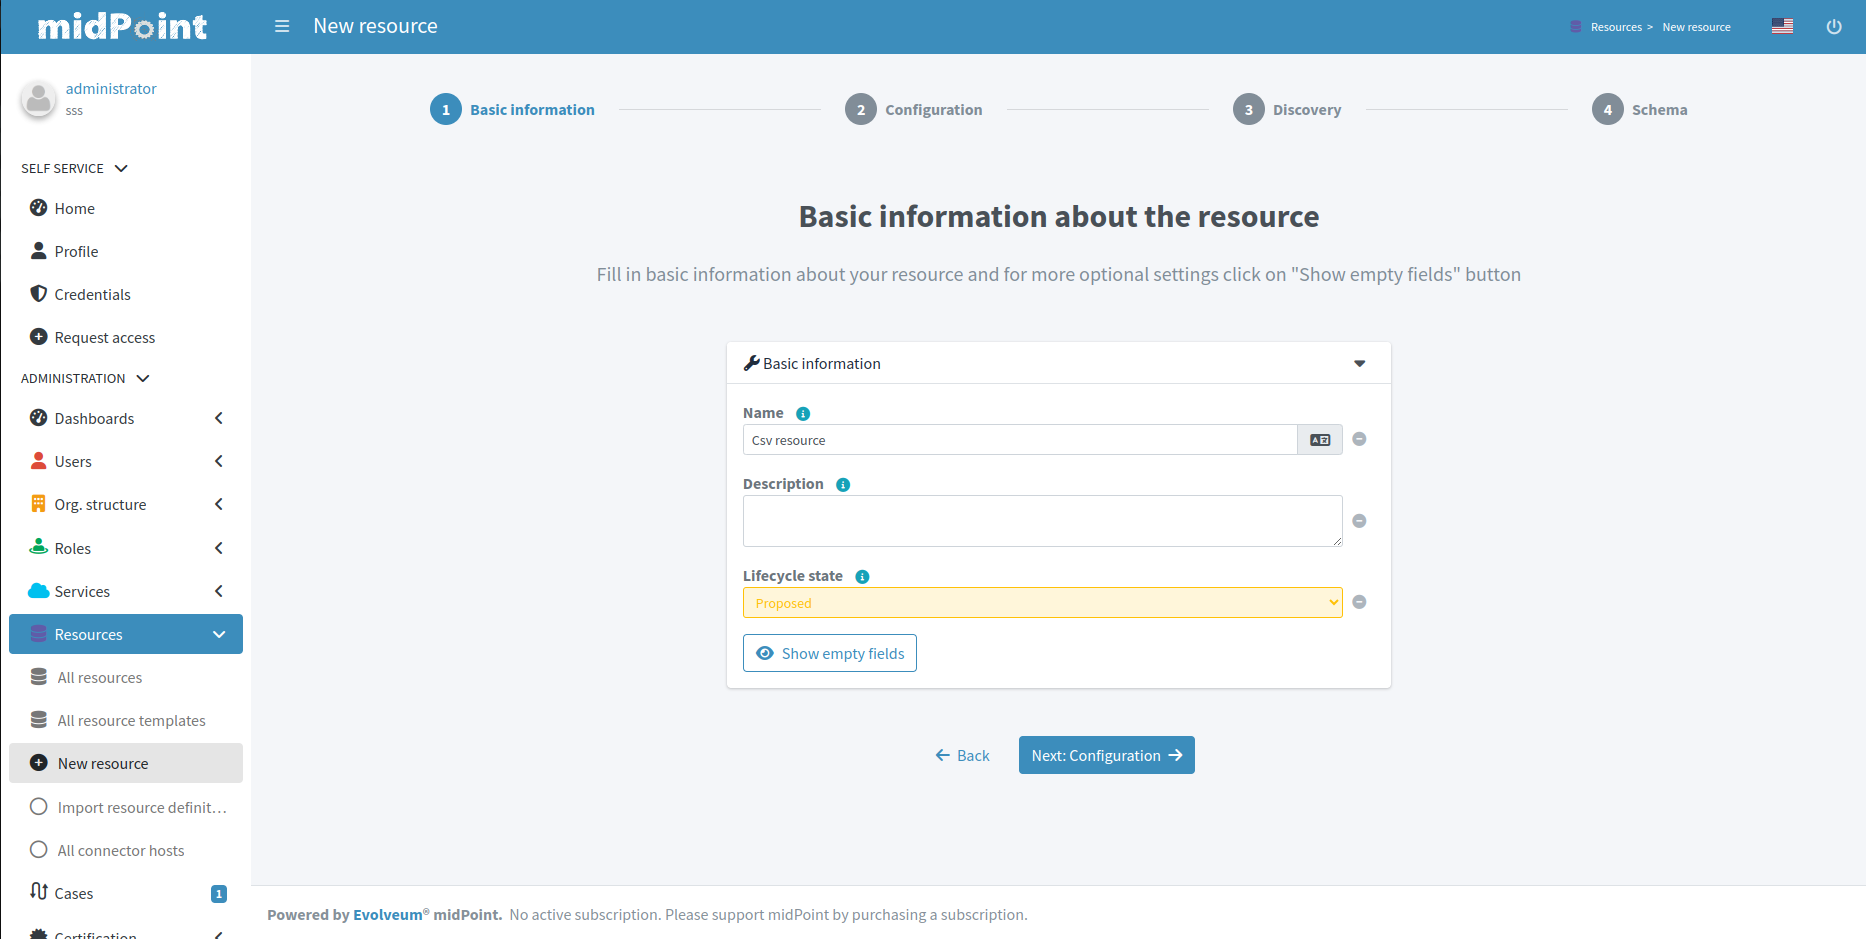 midPoint
New resource
Resources > New resource
administrator
sss
SELF SERVICE
Home
Profile
Credentials
Request access
ADMINISTRATION
Dashboards
Users
Org. structure
Roles
Services
Resources
All resources
All resource templates
New resource
Import resource definit...
All connector hosts
Cases 1
Certification
1 Basic information
2 Configuration
3 Discovery
4 Schema
Basic information about the resource
Fill in basic information about your resource and for more optional settings click on "Show empty fields" button
Basic information
Name
Csv resource
Description
Lifecycle state
Proposed
Show empty fields
Back
Next: Configuration
Powered by Evolveum® midPoint. No active subscription. Please support midPoint by purchasing a subscription.